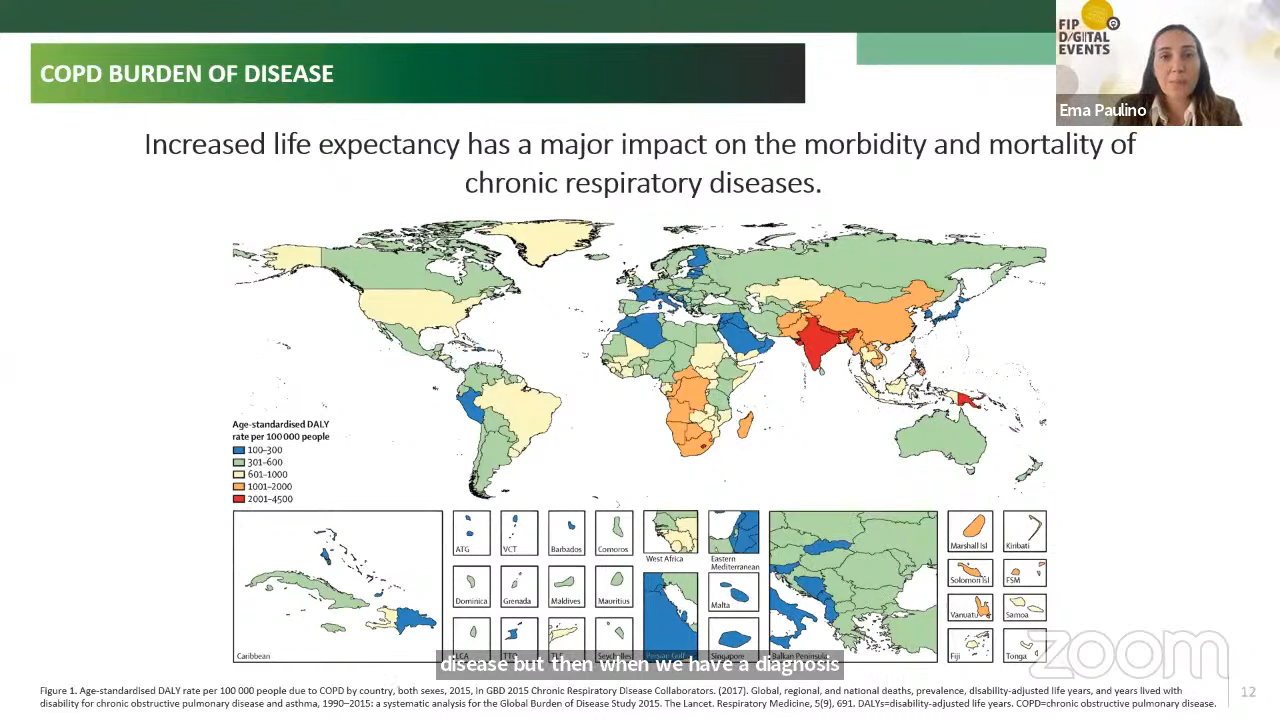 FIP
DIGITAL
EVENTS
Ema Paulino
COPD BURDEN OF DISEASE
Increased life expectancy has a major impact on the morbidity and mortality of
chronic respiratory diseases.
Age-standardised DALY
rate per 100 000 people
100–300
301–600
601–1000
1001–2000
2001–4500
Caribbean
ATG
VCT
Barbados
Comoros
West Africa
Eastern
Mediterranean
Dominica
Grenada
Maldives
Mauritius
Malta
LCA
TTO
TLS
Seychelles
Persian Gulf
Singapore
Balkan Peninsula
Marshall Isl
Kiribati
Solomon Isl
FSM
Vanuatu
Samoa
Fiji
Tonga
zoom
disease but then when we have a diagnosis
Figure 1. Age-standardised DALY rate per 100 000 people due to COPD by country, both sexes, 2015, in GBD 2015 Chronic Respiratory Disease Collaborators. (2017). Global, regional, and national deaths, prevalence, disability-adjusted life years, and years lived with
disability for chronic obstructive pulmonary disease and asthma, 1990–2015: a systematic analysis for the Global Burden of Disease Study 2015. The Lancet. Respiratory Medicine, 5(9), 691. DALYs=disability-adjusted life years. COPD=chronic obstructive pulmonary disease.
12